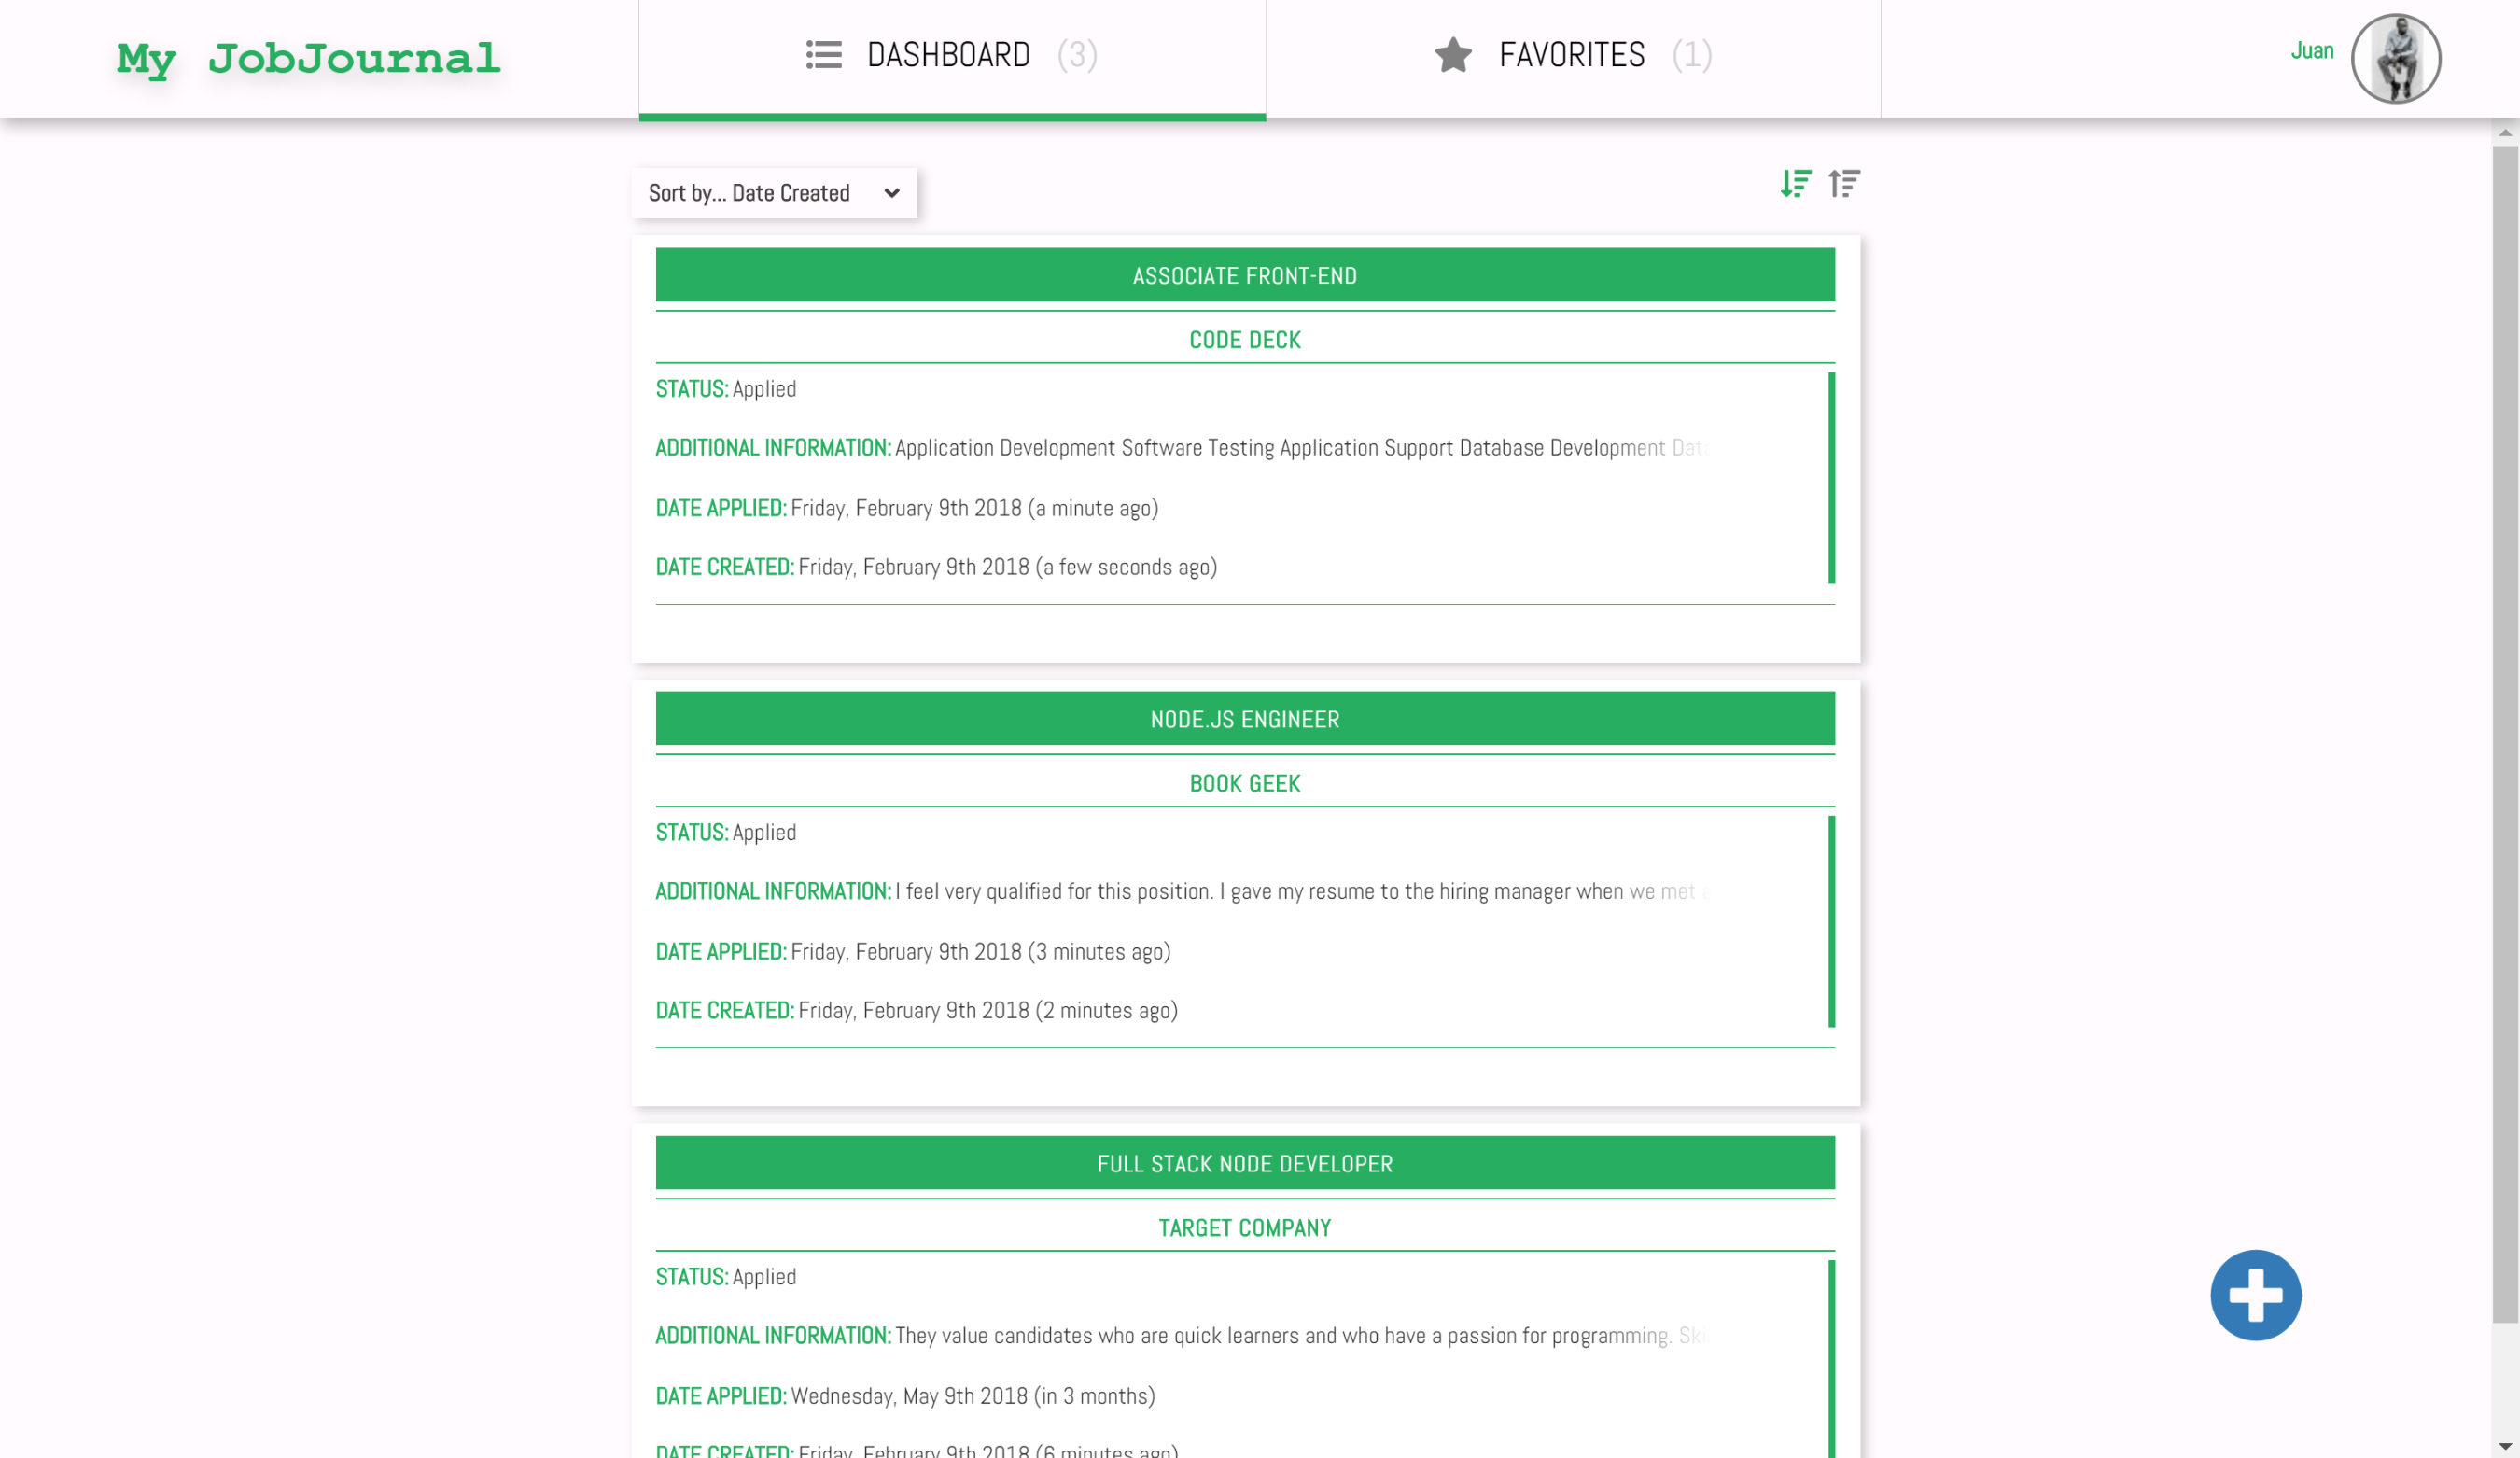 My JobJournal
DASHBOARD (3)
FAVORITES (1)
Juan
Sort by... Date Created
ASSOCIATE FRONT-END
CODE DECK
STATUS: Applied
ADDITIONAL INFORMATION: Application Development Software Testing Application Support Database Development Dat
DATE APPLIED: Friday, February 9th 2018 (a minute ago)
DATE CREATED: Friday, February 9th 2018 (a few seconds ago)
NODE.JS ENGINEER
BOOK GEEK
STATUS: Applied
ADDITIONAL INFORMATION: I feel very qualified for this position. I gave my resume to the hiring manager when we met
DATE APPLIED: Friday, February 9th 2018 (3 minutes ago)
DATE CREATED: Friday, February 9th 2018 (2 minutes ago)
FULL STACK NODE DEVELOPER
TARGET COMPANY
STATUS: Applied
ADDITIONAL INFORMATION: They value candidates who are quick learners and who have a passion for programming. Ski
DATE APPLIED: Wednesday, May 9th 2018 (in 3 months)
DATE CREATED: Friday, February 9th 2018 (6 minutes ago)